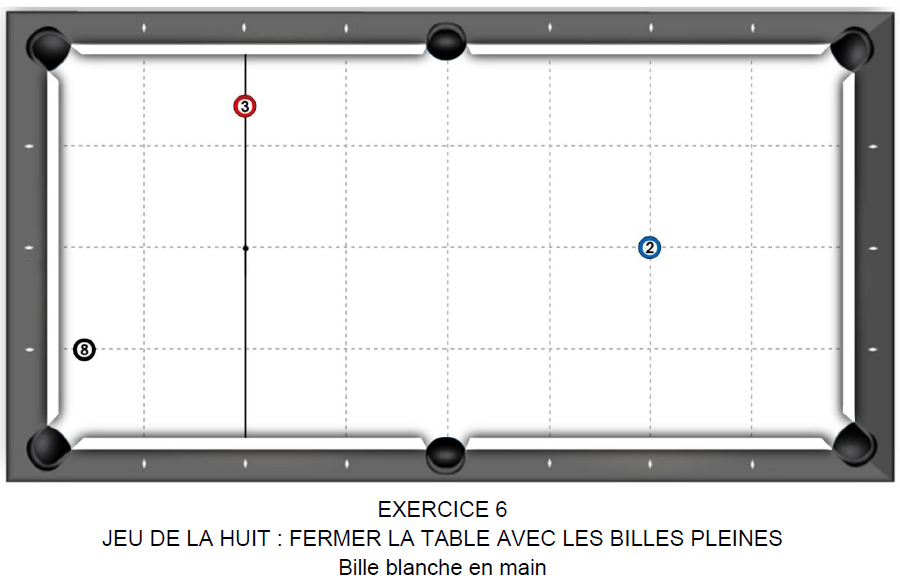 3
2
8
EXERCICE 6
JEU DE LA HUIT : FERMER LA TABLE AVEC LES BILLES PLEINES
Bille blanche en main